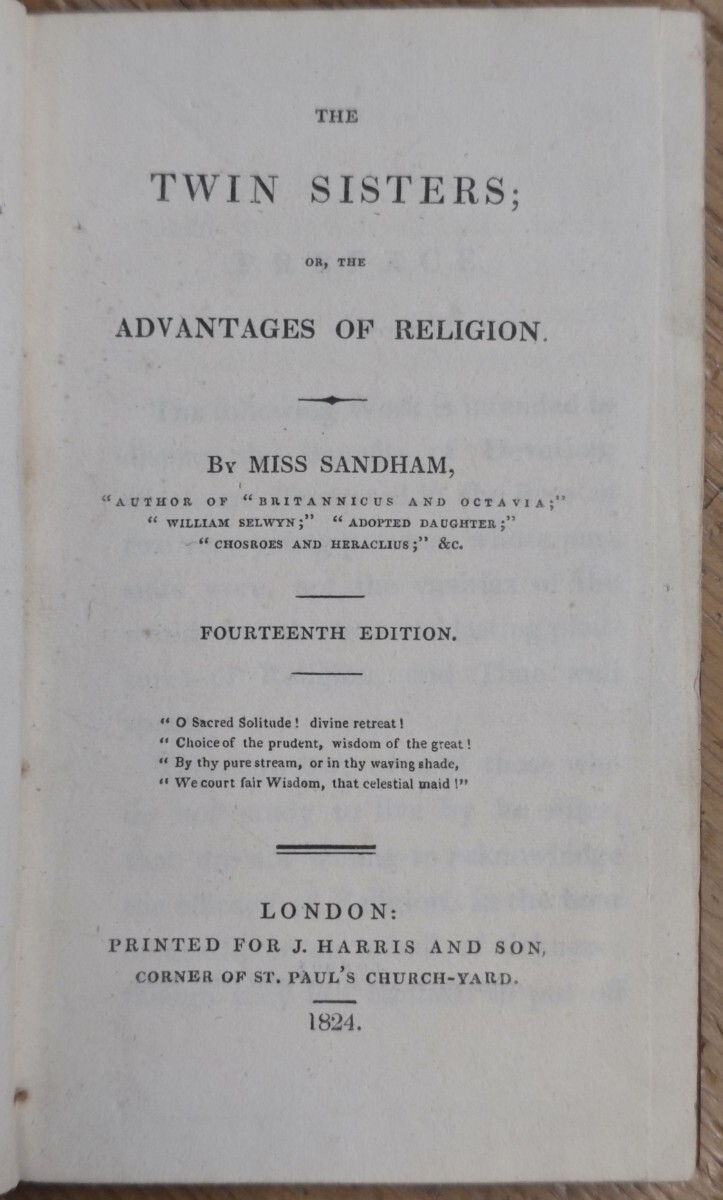 THE
TWIN SISTERS;
OR, THE
ADVANTAGES OF RELIGION.
BY MISS SANDHAM,
"AUTHOR OF "BRITANNICUS AND OCTAVIA;"
" WILLIAM SELWYN;" " ADOPTED DAUGHTER;"
" CHOSROES AND HERACLIUS;" &c.
FOURTEENTH EDITION.
" O Sacred Solitude! divine retreat!
" Choice of the prudent, wisdom of the great!
" By thy pure stream, or in thy waving shade,
" We court fair Wisdom, that celestial maid!"
LONDON:
PRINTED FOR J. HARRIS AND SON,
CORNER OF ST. PAUL'S CHURCH-YARD.
1824.